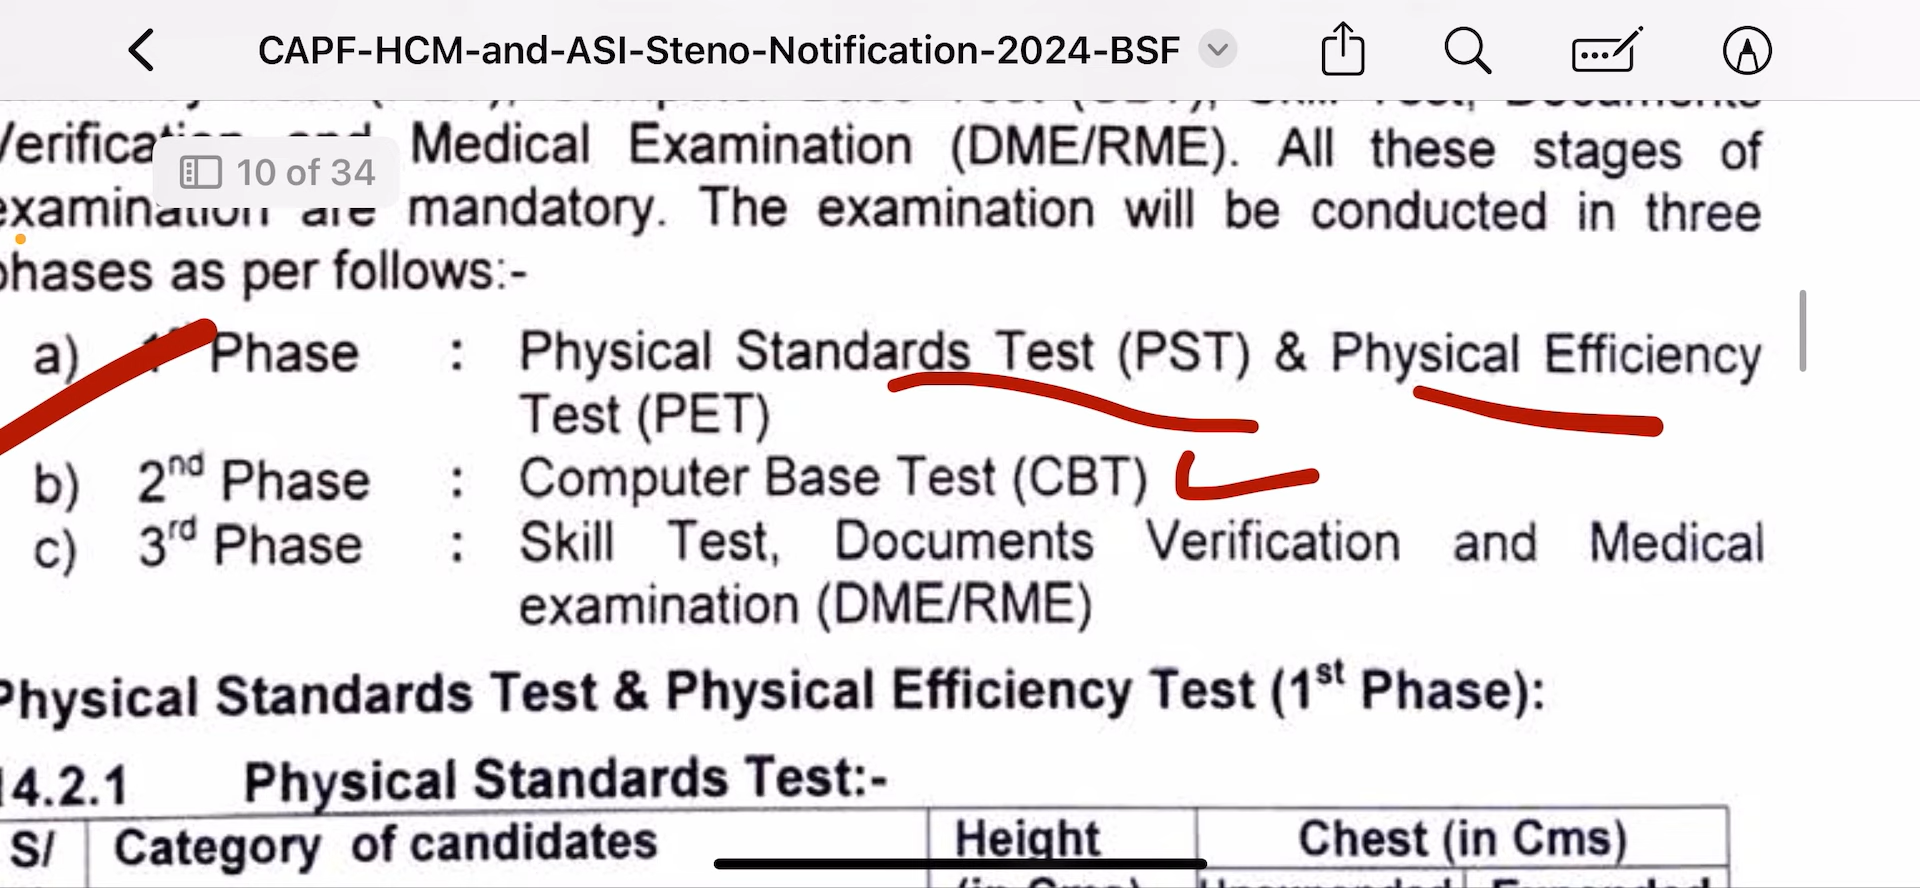 CAPF-HCM-and-ASI-Steno-Notification-2024-BSF
Medical Examination (DME/RME). All these stages of
10 of 34
mandatory. The examination will be conducted in three
as per follows:-
a) Phase : Physical Standards Test (PST) & Physical Efficiency
Test (PET)
b) 2nd Phase : Computer Base Test (CBT)
c) 3rd Phase : Skill Test, Documents Verification and Medical
examination (DME/RME)
Physical Standards Test & Physical Efficiency Test (1st Phase):
14.2.1 Physical Standards Test:-
S/ Category of candidates Height Chest (in Cms)